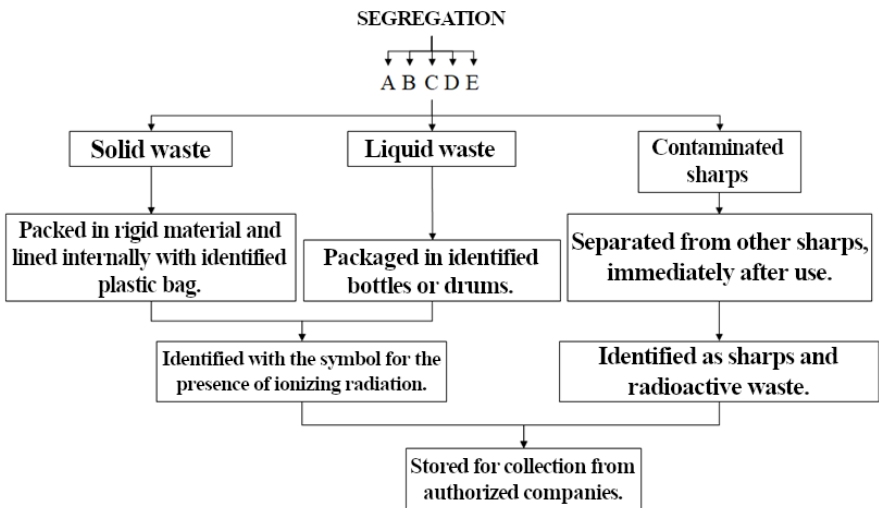 SEGREGATION
A B C D E
Solid waste
Liquid waste
Contaminated
sharps
Packed in rigid material and
lined internally with identified
plastic bag.
Packaged in identified
bottles or drums.
Separated from other sharps,
immediately after use.
Identified with the symbol for the
presence of ionizing radiation.
Identified as sharps and
radioactive waste.
Stored for collection from
authorized companies.